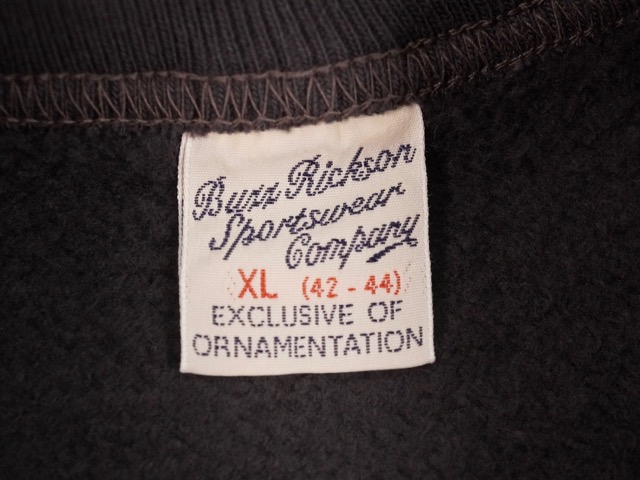 Buzz Rickson
Sportswear
Company
XL (42 - 44)
EXCLUSIVE OF
ORNAMENTATION